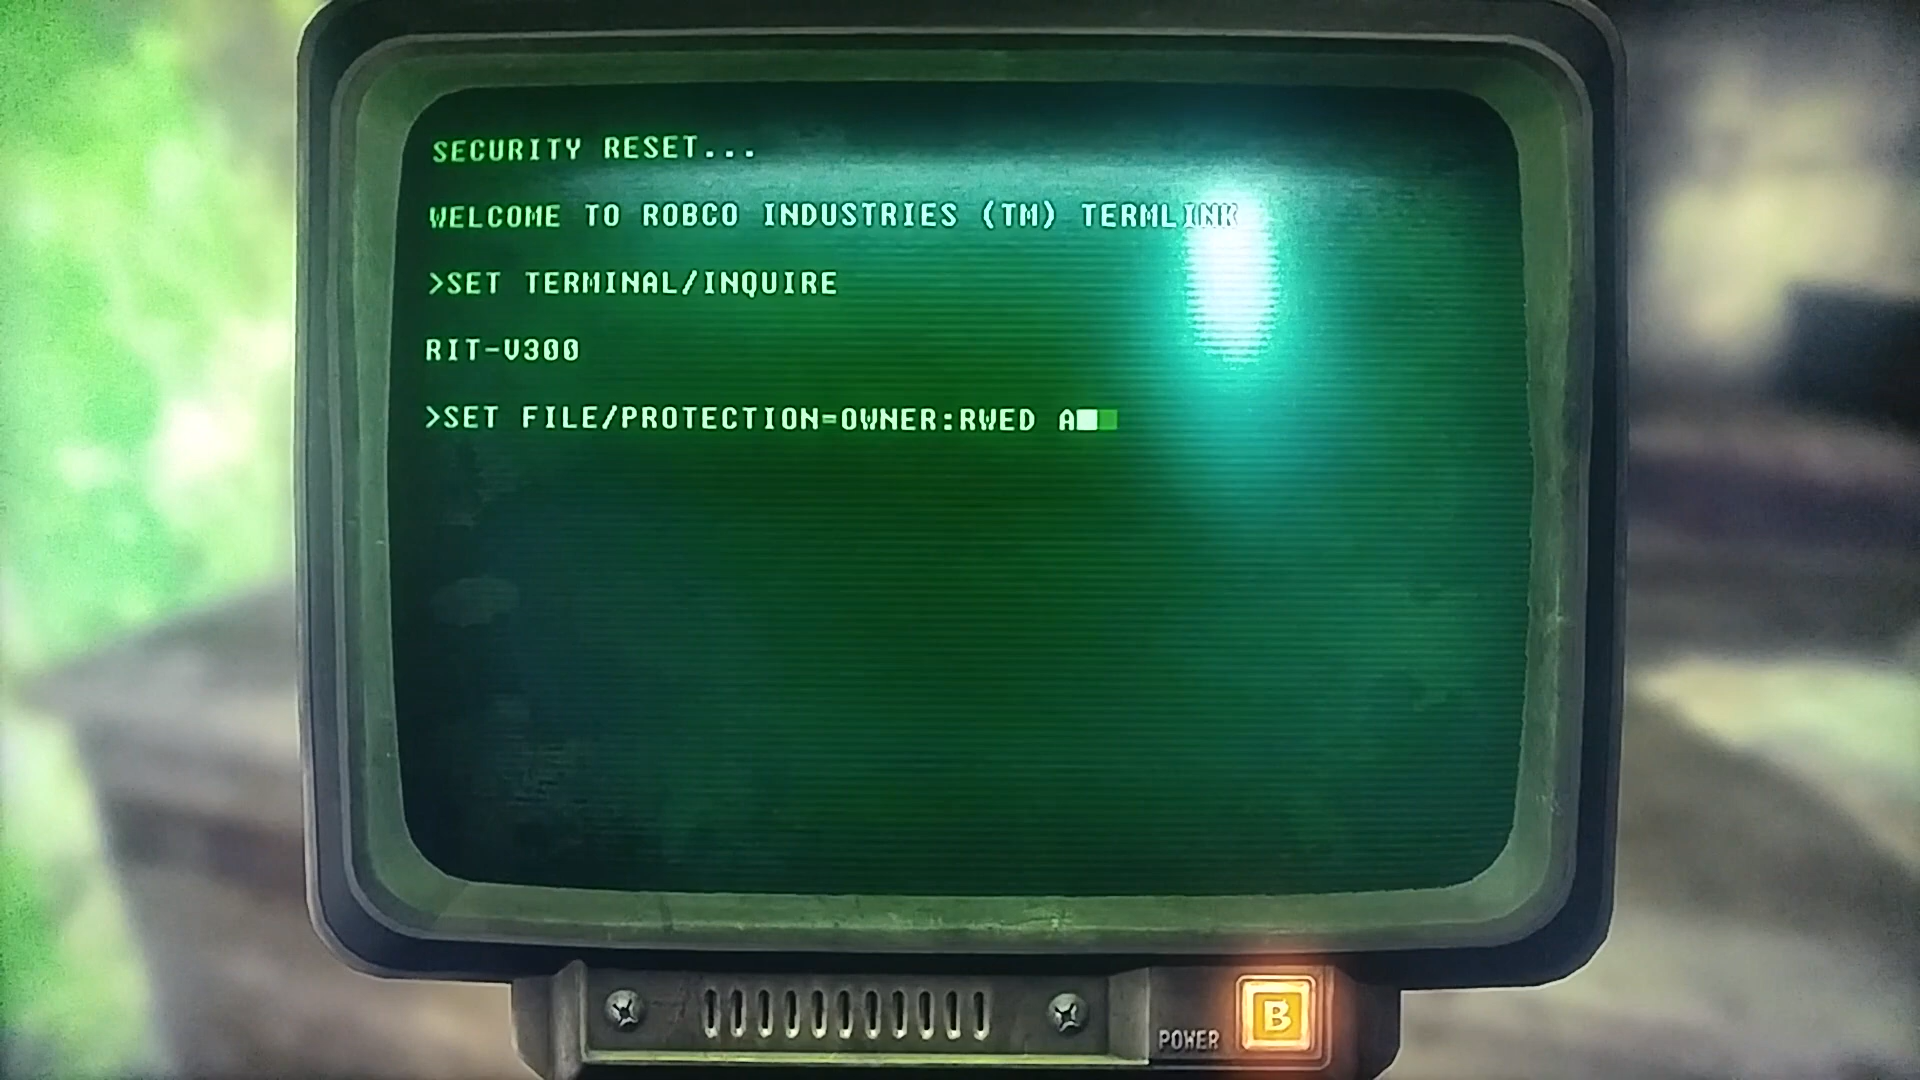 SECURITY RESET...
WELCOME TO ROBCO INDUSTRIES (TM) TERMLINK
>SET TERMINAL/INQUIRE
RIT-V300
>SET FILE/PROTECTION=OWNER:RWED A
POWER
B